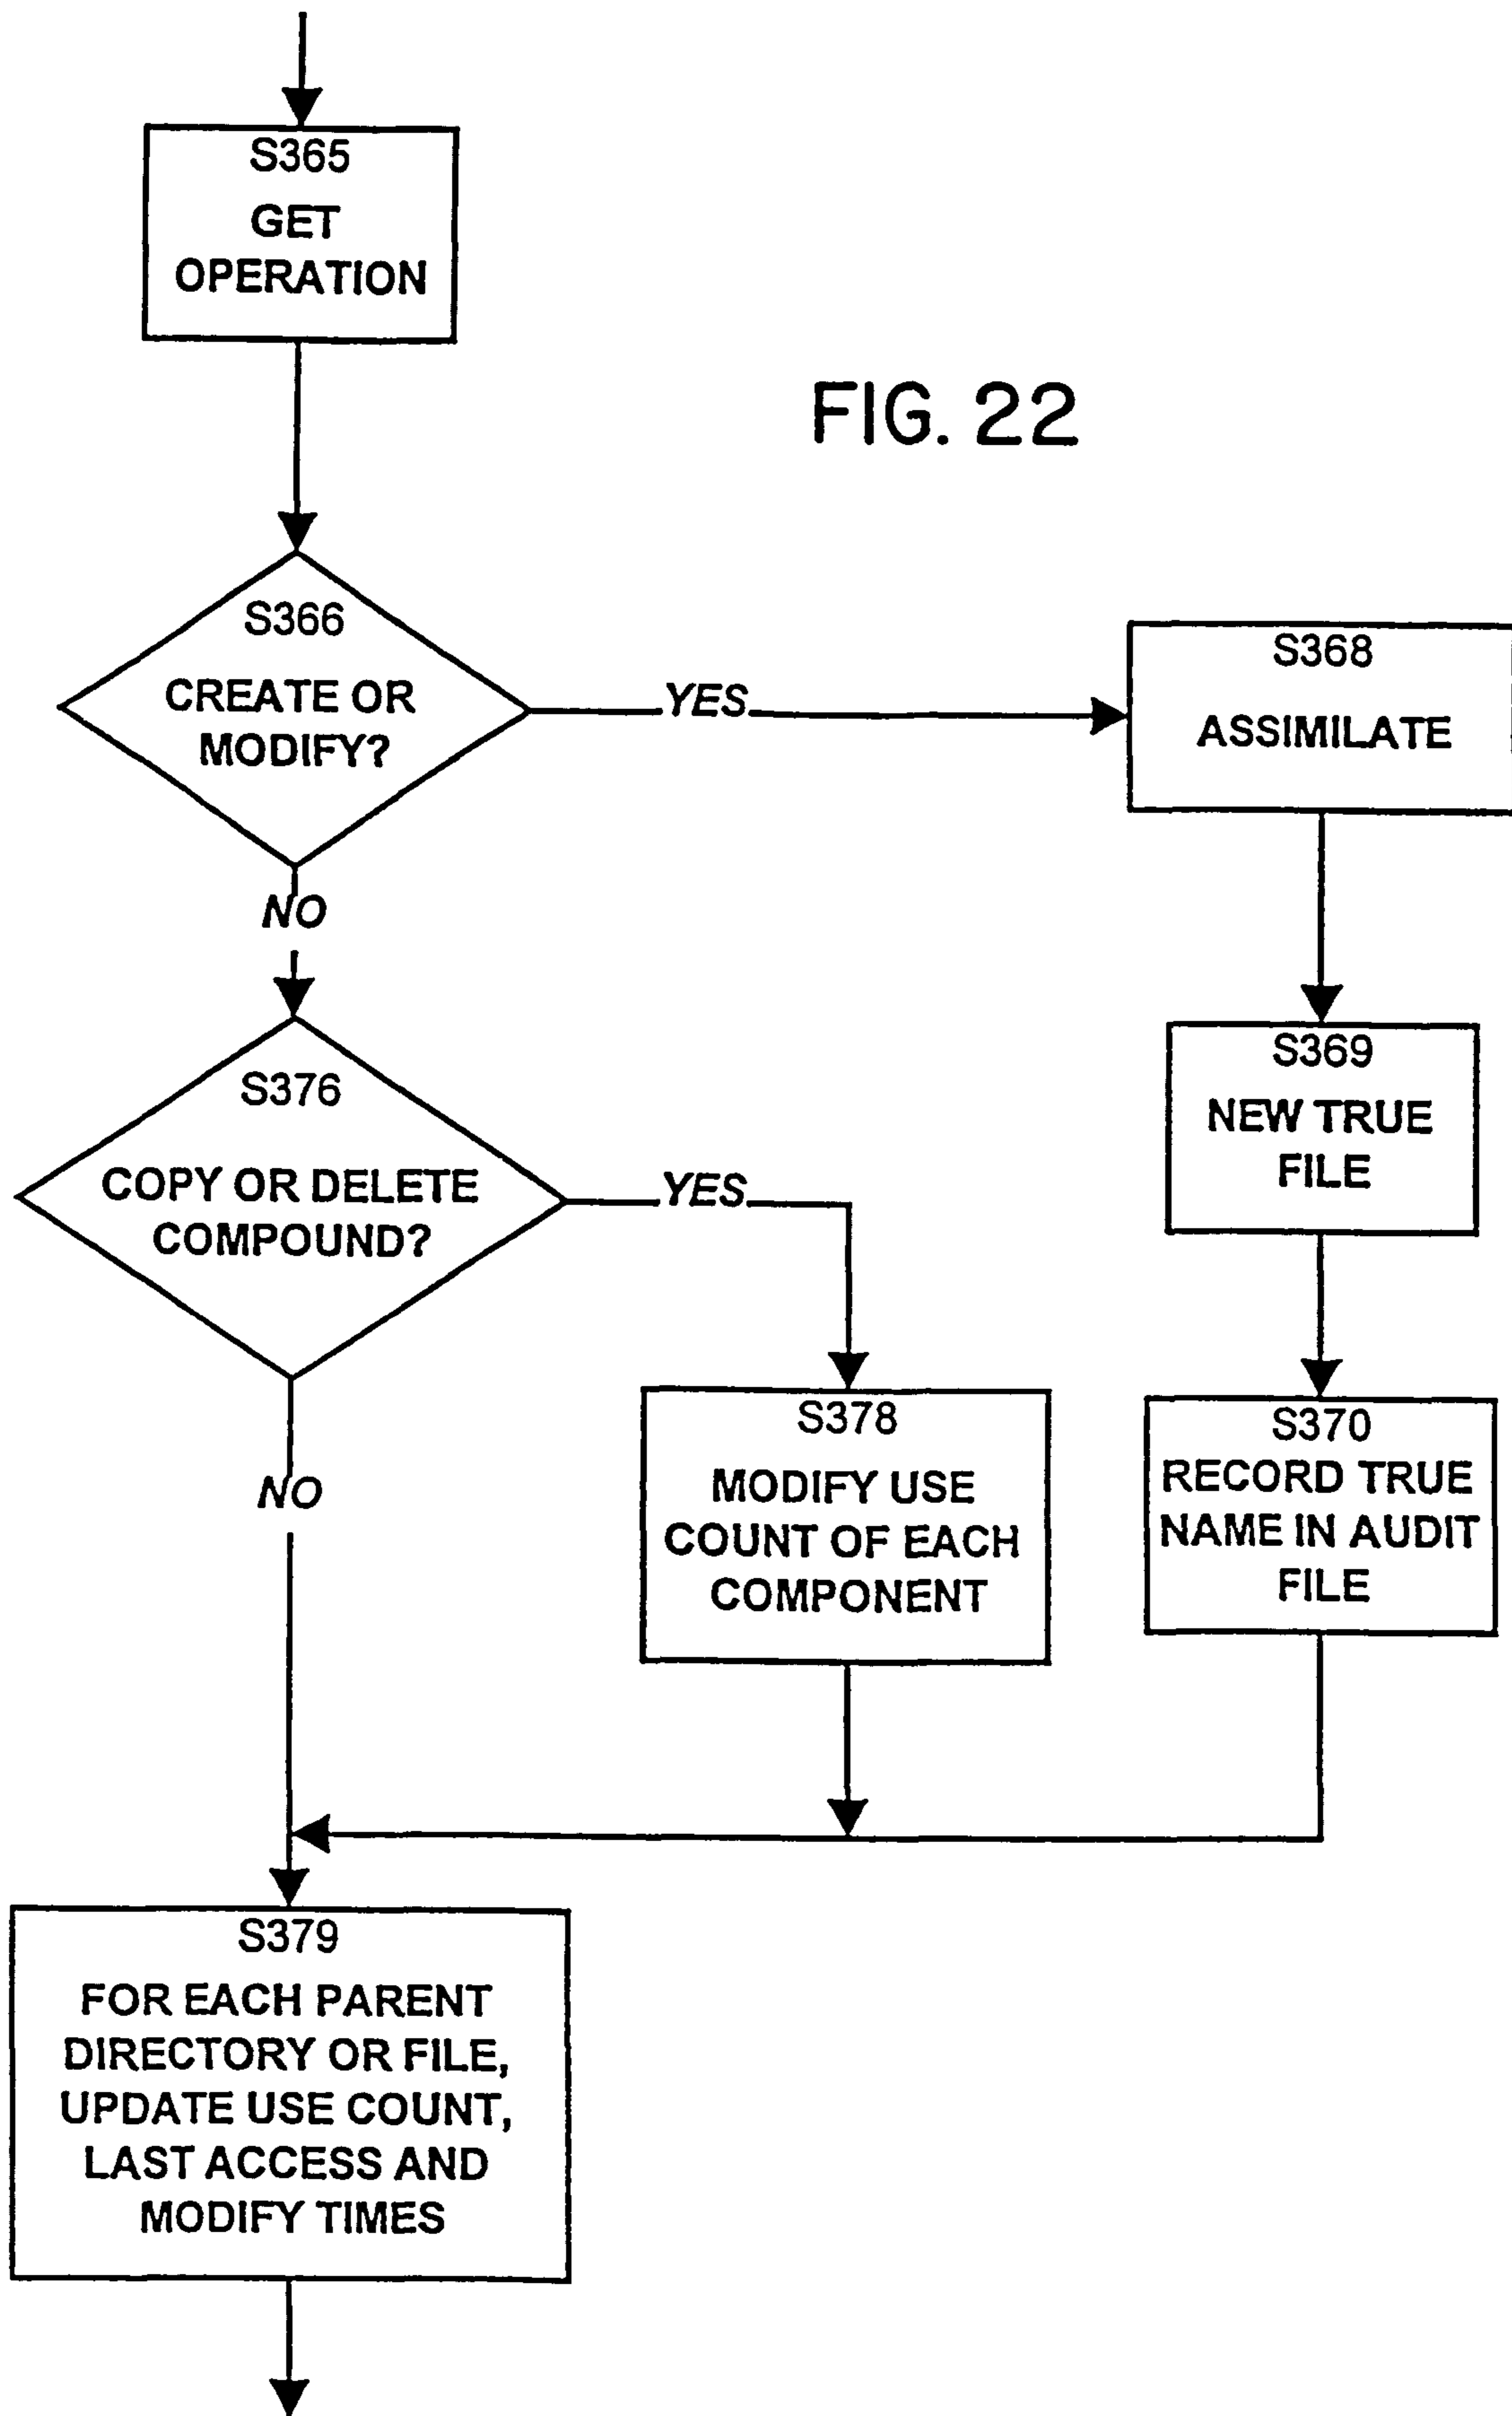 S365
GET
OPERATION
FIG. 22
S366
CREATE OR
MODIFY?
YES
S368
ASSIMILATE
NO
S369
NEW TRUE
FILE
S376
COPY OR DELETE
COMPOUND?
YES
S378
MODIFY USE
COUNT OF EACH
COMPONENT
S370
RECORD TRUE
NAME IN AUDIT
FILE
NO
S379
FOR EACH PARENT
DIRECTORY OR FILE,
UPDATE USE COUNT,
LAST ACCESS AND
MODIFY TIMES